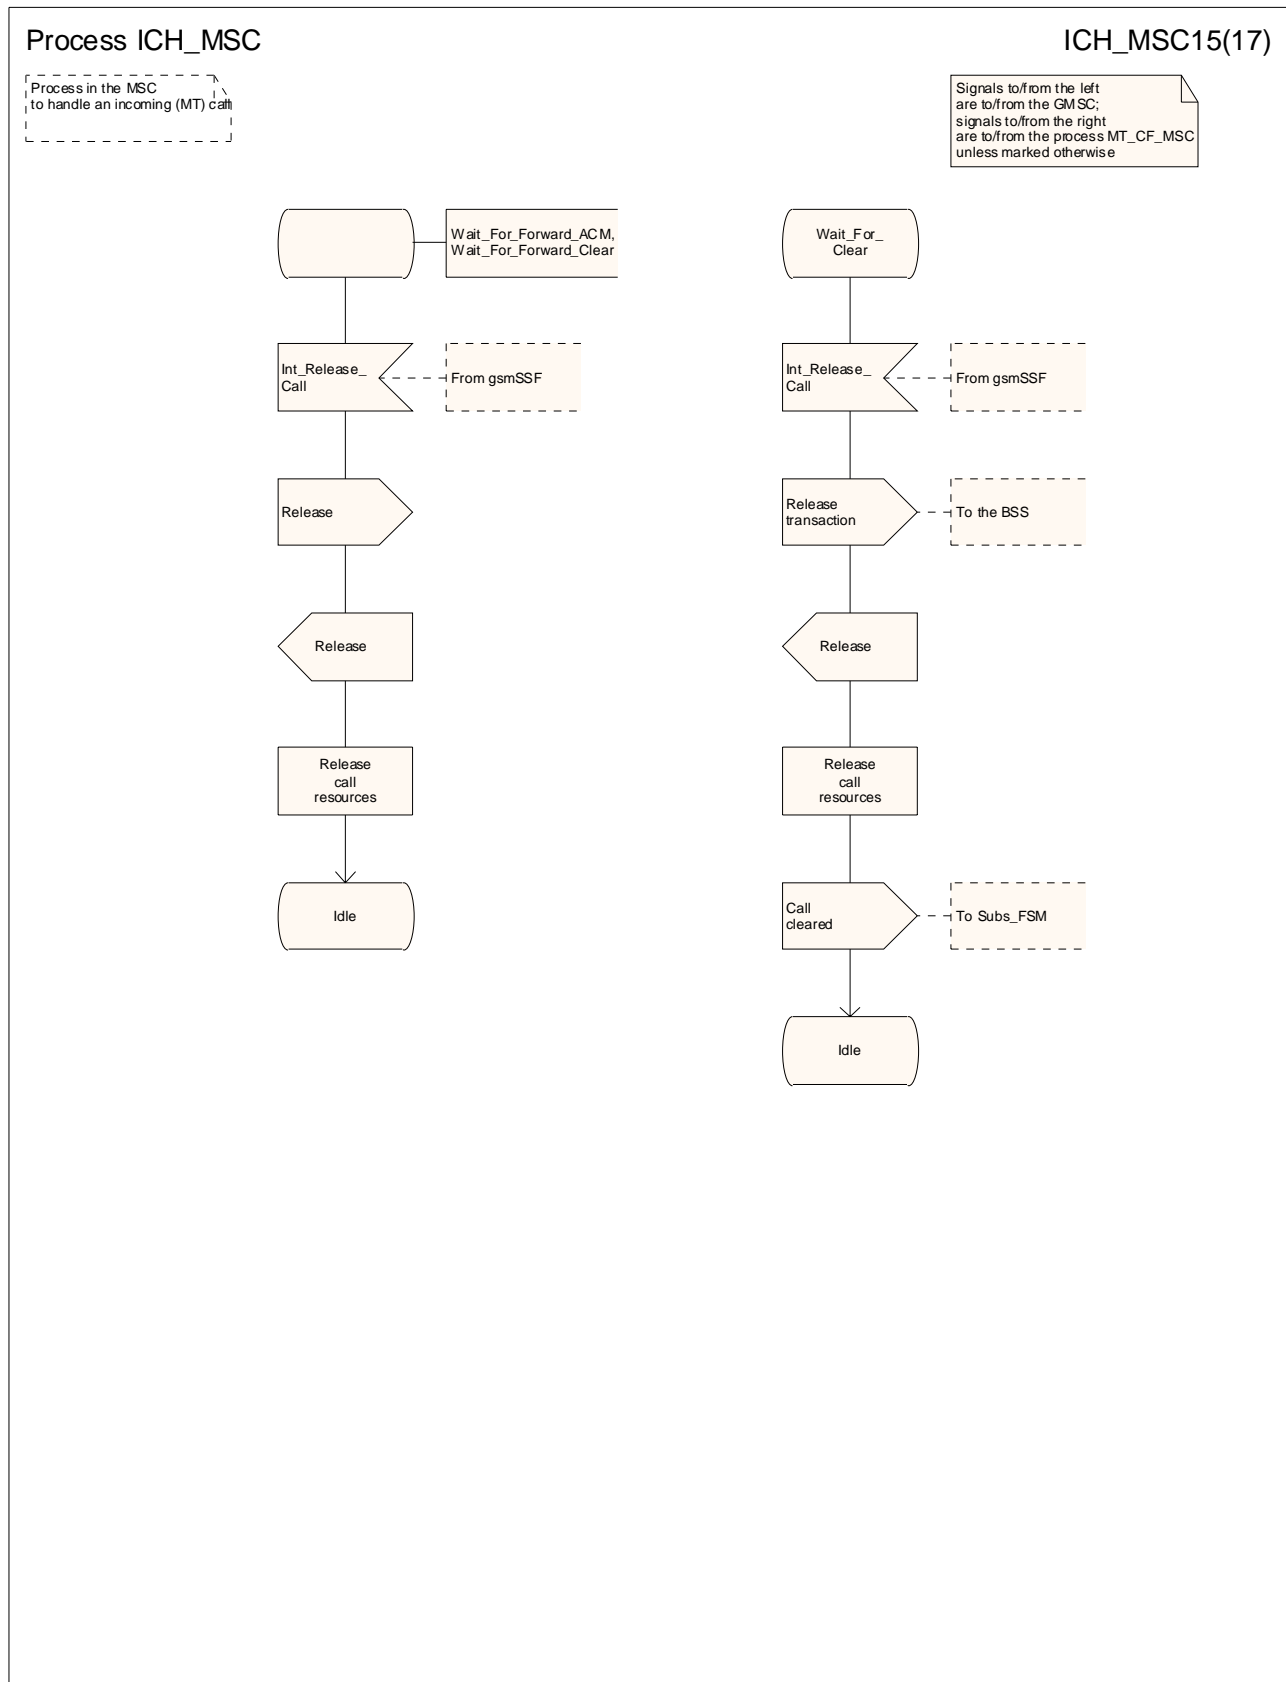 Process ICH_MSC
ICH_MSC15(17)
Process in the MSC
to handle an incoming (MT) call
Signals to/from the left
are to/from the GMSC;
signals to/from the right
are to/from the process MT_CF_MSC
unless marked otherwise
Wait_For_Forward_ACM,
Wait_For_Forward_Clear
Int_Release_
Call
From gsmSSF
Release
Release
Release
call
resources
Idle
Wait_For_
Clear
Int_Release_
Call
From gsmSSF
Release
transaction
To the BSS
Release
Release
call
resources
Call
cleared
To Subs_FSM
Idle